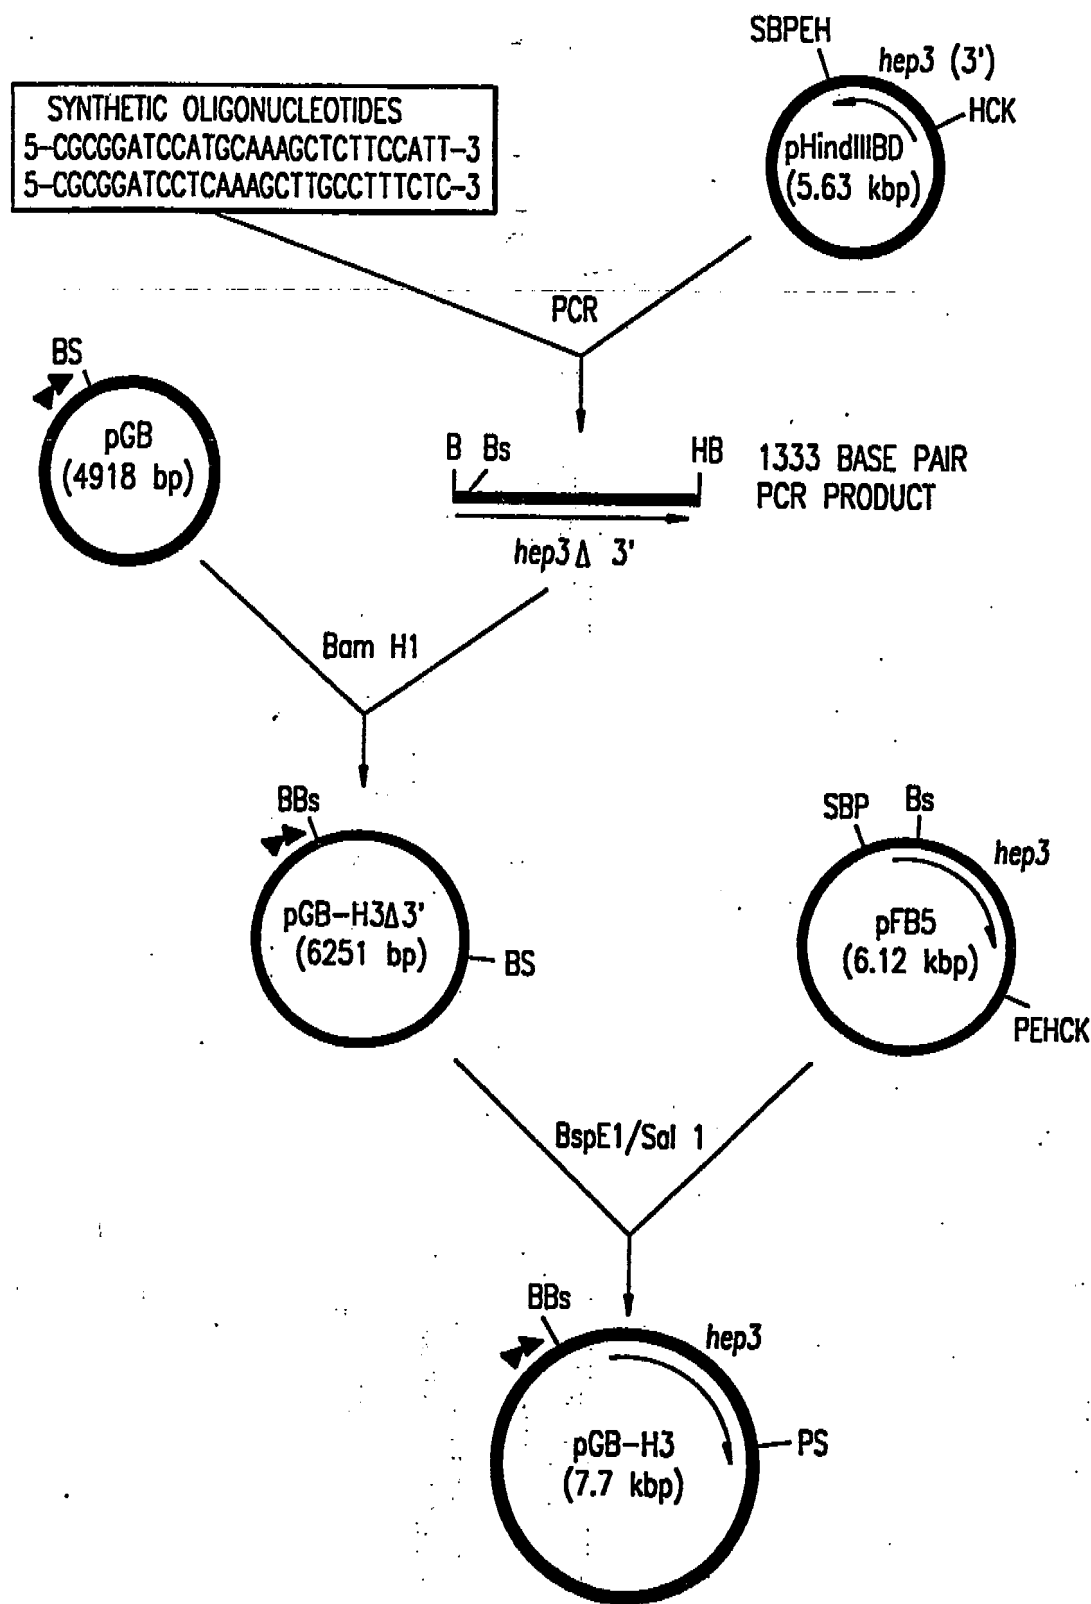 SYNTHETIC OLIGONUCLEOTIDES
5-CGCGGATCCATGCAAAGCTCTTCCATT-3
5-CGCGGATCCTCAAAGCTTGCCTTTCTC-3
SBPEH
hep3 (3')
HCK
pHindIIIBD
(5.63 kbp)
PCR
BS
pGB
(4918 bp)
B Bs HB
1333 BASE PAIR
PCR PRODUCT
hep3Δ 3'
Bam H1
BBs
pGB-H3Δ3'
(6251 bp)
BS
SBP
Bs
hep3
pFB5
(6.12 kbp)
PEHCK
BspE1/Sal 1
BBs
hep3
pGB-H3
(7.7 kbp)
PS